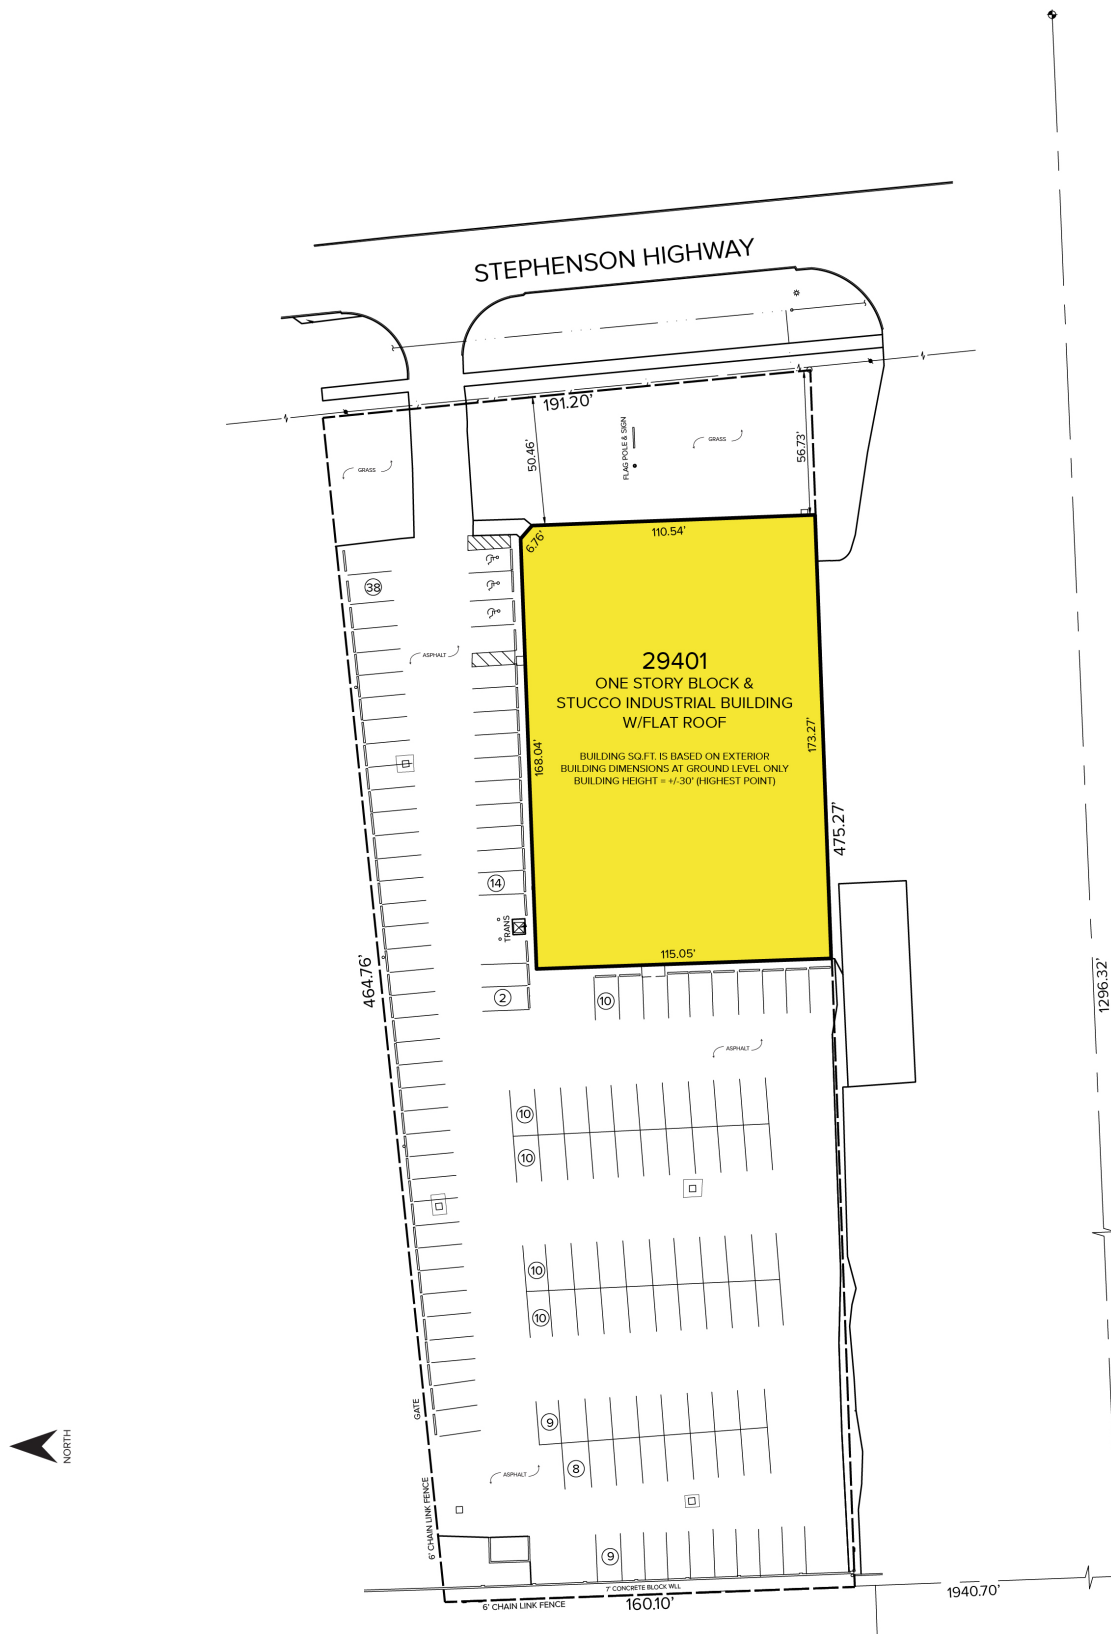 STEPHENSON HIGHWAY
191.20'
50.46'
FLAG POLE & SIGN
GRASS
56.73'
GRASS
6.76'
110.54'
38
ASPHALT
29401
ONE STORY BLOCK &
STUCCO INDUSTRIAL BUILDING
W/FLAT ROOF
BUILDING SQ.FT. IS BASED ON EXTERIOR
BUILDING DIMENSIONS AT GROUND LEVEL ONLY
BUILDING HEIGHT = +/-30' (HIGHEST POINT)
168.04'
173.27'
475.27'
14
TRANS
115.05'
464.76'
2
10
1296.32'
ASPHALT
10
10
10
10
GATE
9
8
ASPHALT
NORTH
6' CHAIN LINK FENCE
9
7' CONCRETE BLOCK WLL
6' CHAIN LINK FENCE
160.10'
1940.70'